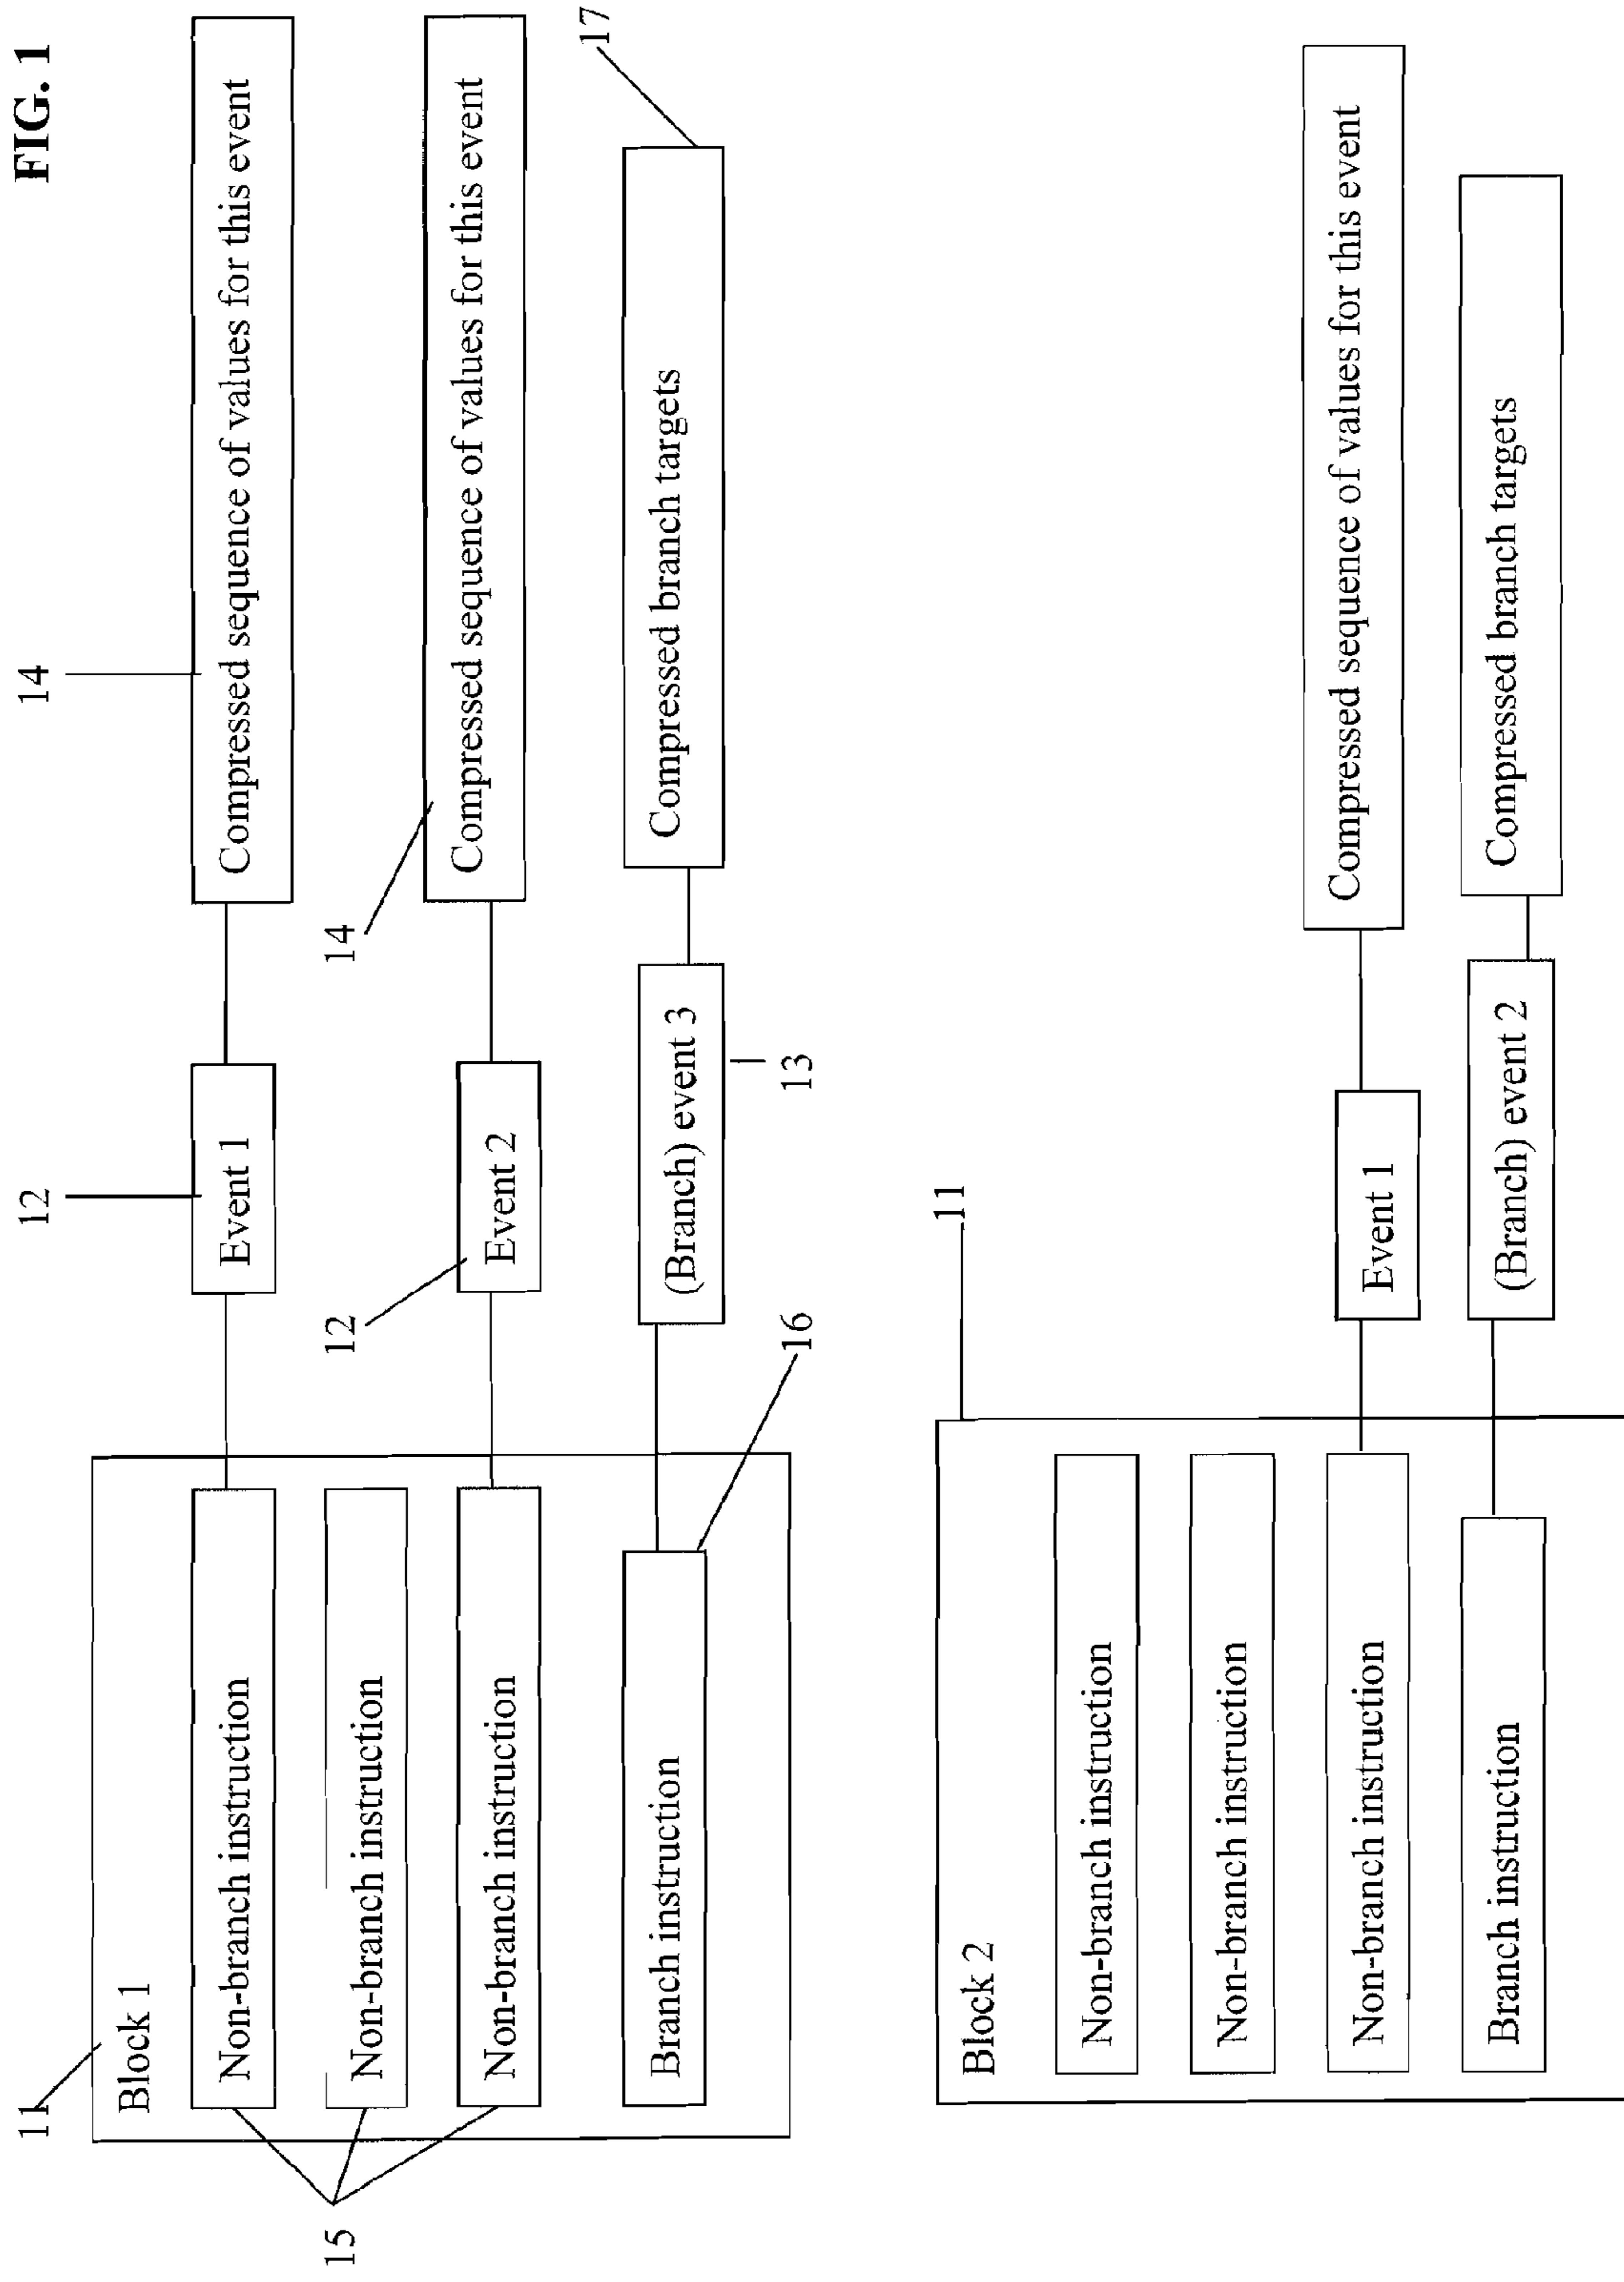 FIG. 1
14
12
11
Block 1
Non-branch instruction
Event 1
Compressed sequence of values for this event
Non-branch instruction
12
14
15
Non-branch instruction
Event 2
Compressed sequence of values for this event
17
Branch instruction
(Branch) event 3
Compressed branch targets
16
13
11
Block 2
Non-branch instruction
Non-branch instruction
Non-branch instruction
Event 1
Compressed sequence of values for this event
Branch instruction
(Branch) event 2
Compressed branch targets